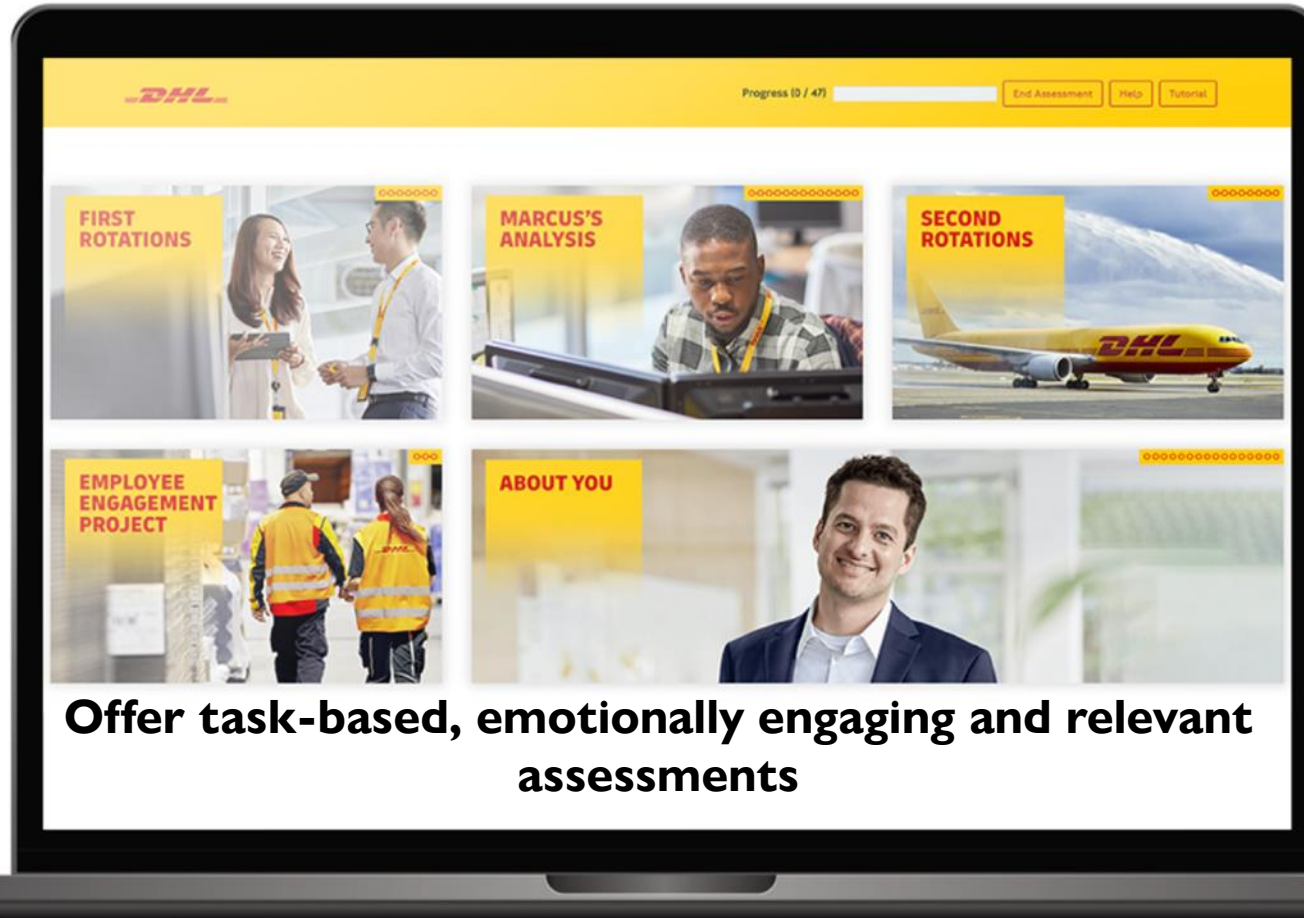 DHL
Progress (0 / 47)
End Assessment
Help
Tutorial
FIRST
ROTATIONS
MARCUS'S
ANALYSIS
SECOND
ROTATIONS
DHL
EMPLOYEE
ENGAGEMENT
PROJECT
DHL
ABOUT YOU
Offer task-based, emotionally engaging and relevant
assessments